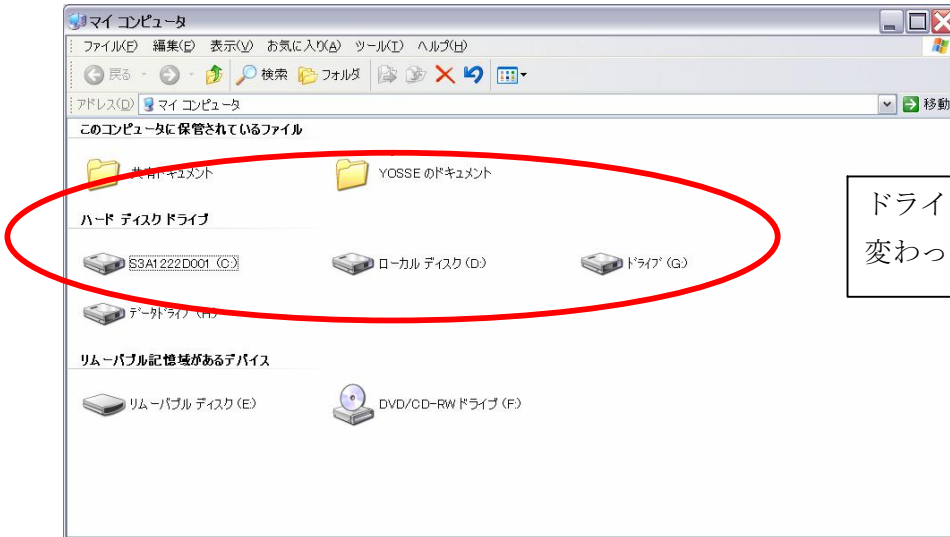 マイ コンピュータ
ファイル(F) 編集(E) 表示(V) お気に入り(A) ツール(T) ヘルプ(H)
戻る 検索 フォルダ
アドレス(D) マイ コンピュータ 移動
このコンピュータに保管されているファイル
共有ドキュメント YOSSE のドキュメント
ハード ディスク ドライブ
S3A1222D001 (C:) ローカル ディスク (D:) ﾄﾞﾗｲﾌﾞ (G:)
ﾃﾞｰﾀﾄﾞﾗｲﾌﾞ (H:)
リムーバブル記憶域があるデバイス
リムーバブル ディスク (E:) DVD/CD-RW ドライブ (F:)
ドライ
変わっ